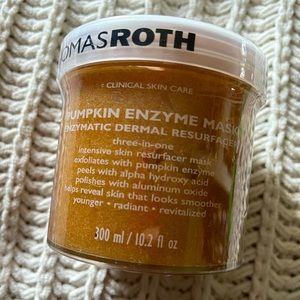 OMASROTH
CLINICAL SKIN CARE
PUMPKIN ENZYME MASK
ENZYMATIC DERMAL RESURFACER
three-in-one
intensive skin resurfacer mask
exfoliates with pumpkin enzyme
peels with alpha hydroxy acid
polishes with aluminum oxide
helps reveal skin that looks smoother
younger • radiant • revitalized
300 ml / 10.2 fl oz